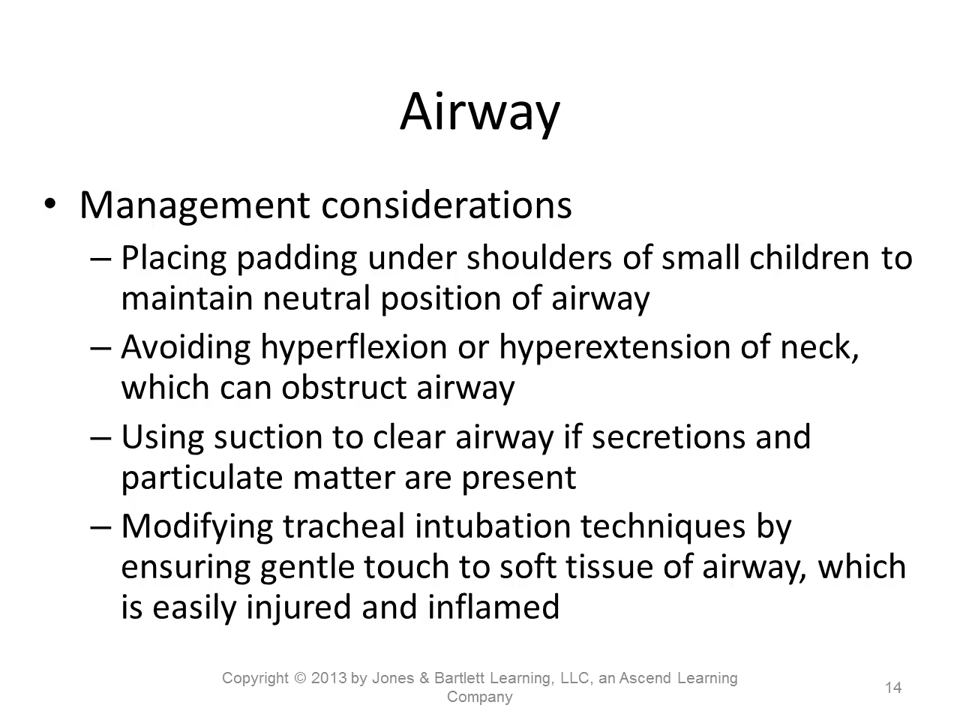 Airway
• Management considerations
– Placing padding under shoulders of small children to
maintain neutral position of airway
– Avoiding hyperflexion or hyperextension of neck,
which can obstruct airway
– Using suction to clear airway if secretions and
particulate matter are present
– Modifying tracheal intubation techniques by
ensuring gentle touch to soft tissue of airway, which
is easily injured and inflamed
Copyright © 2013 by Jones & Bartlett Learning, LLC, an Ascend Learning
Company
14